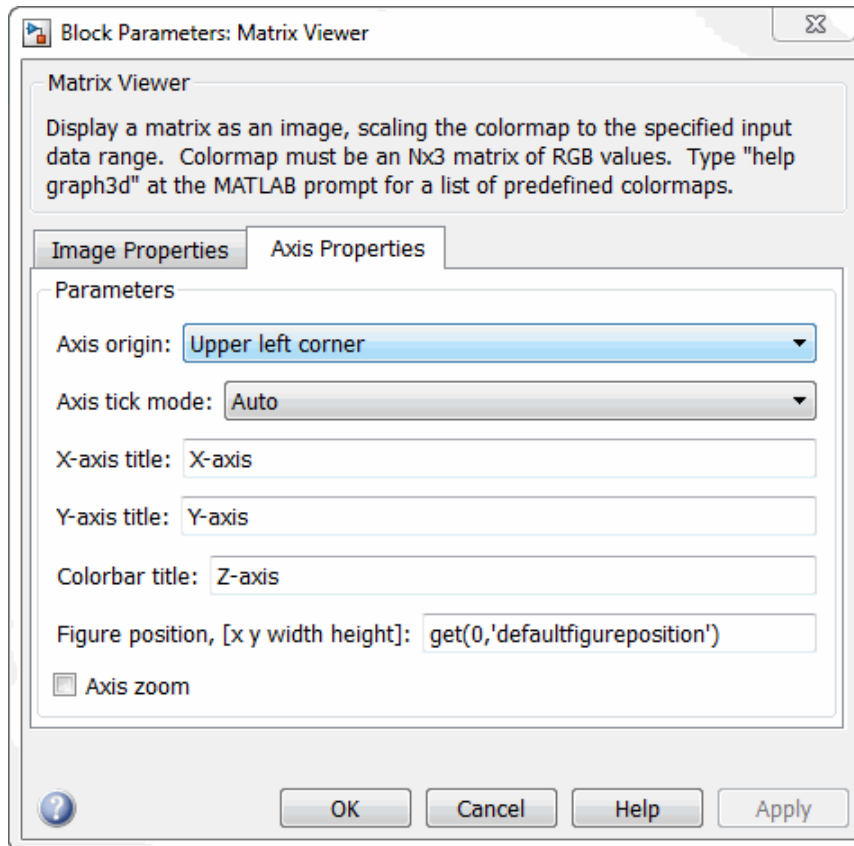 Block Parameters: Matrix Viewer
Matrix Viewer
Display a matrix as an image, scaling the colormap to the specified input
data range. Colormap must be an Nx3 matrix of RGB values. Type "help
graph3d" at the MATLAB prompt for a list of predefined colormaps.
Image Properties Axis Properties
Parameters
Axis origin: Upper left corner
Axis tick mode: Auto
X-axis title: X-axis
Y-axis title: Y-axis
Colorbar title: Z-axis
Figure position, [x y width height]: get(0,'defaultfigureposition')
Axis zoom
? OK Cancel Help Apply